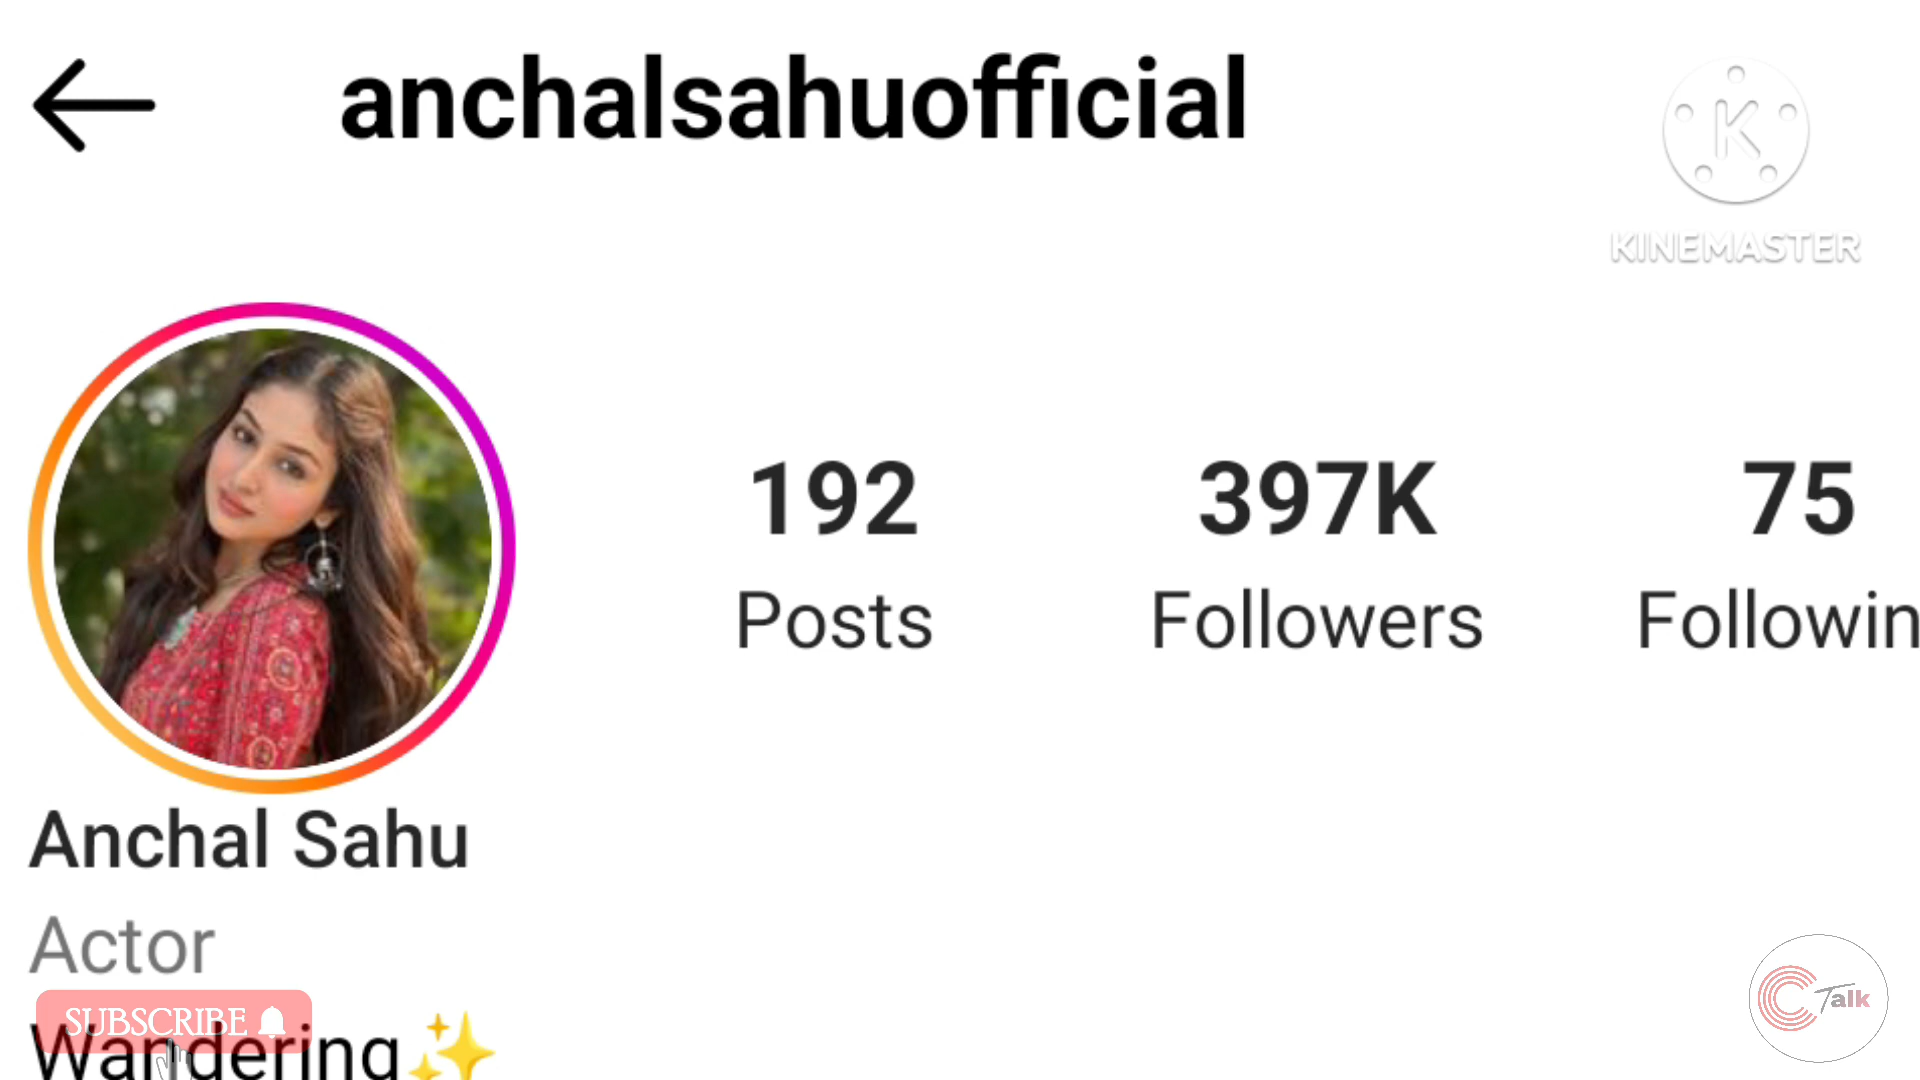 anchalsahuofficial
K
KINEMASTER
192 397K 75
Posts Followers Followin
Anchal Sahu
Actor
SUBSCRIBE
Wandering✨
C Talk